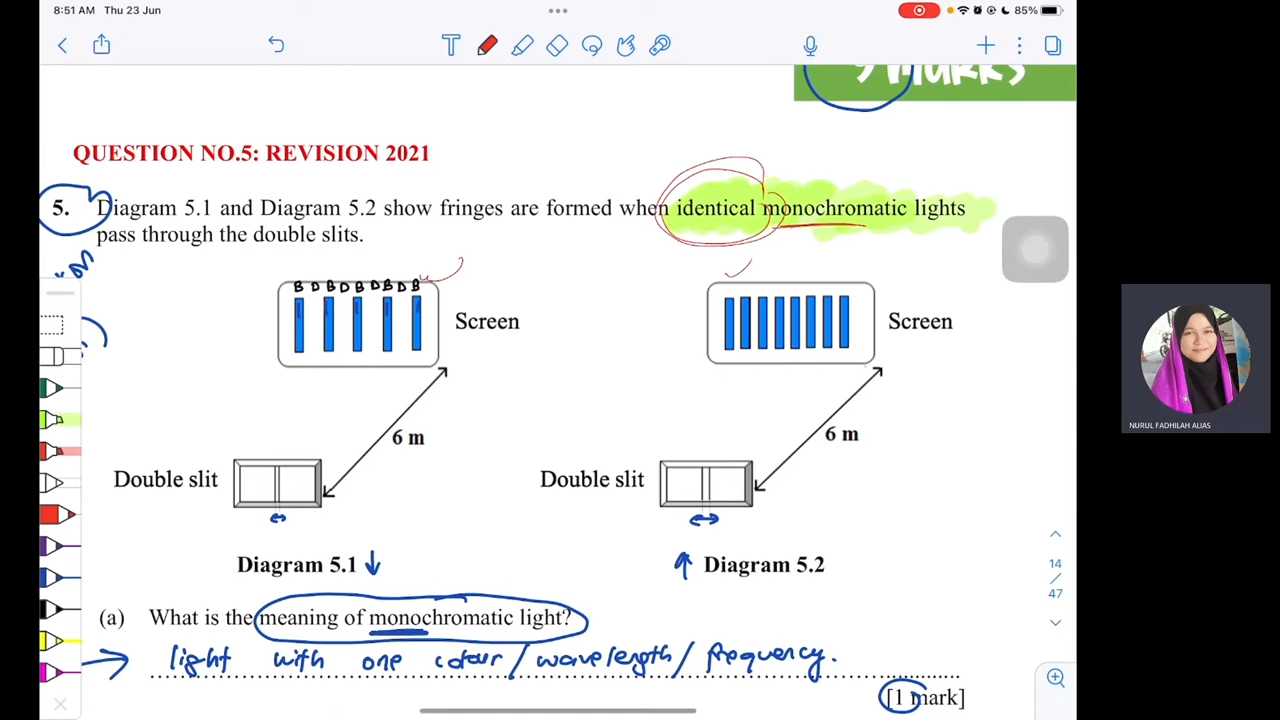 8:51 AM Thu 23 Jun
85%
9 Marks
QUESTION NO.5: REVISION 2021
5. Diagram 5.1 and Diagram 5.2 show fringes are formed when identical monochromatic lights
pass through the double slits.
B D B D B D B D B
Screen
Screen
6 m
6 m
Double slit
Double slit
Diagram 5.1 ↓
↑ Diagram 5.2
14
/
47
(a) What is the meaning of monochromatic light?
→ light with one colour / wavelength / frequency.
[1 mark]
NURUL FADHILAH ALIAS